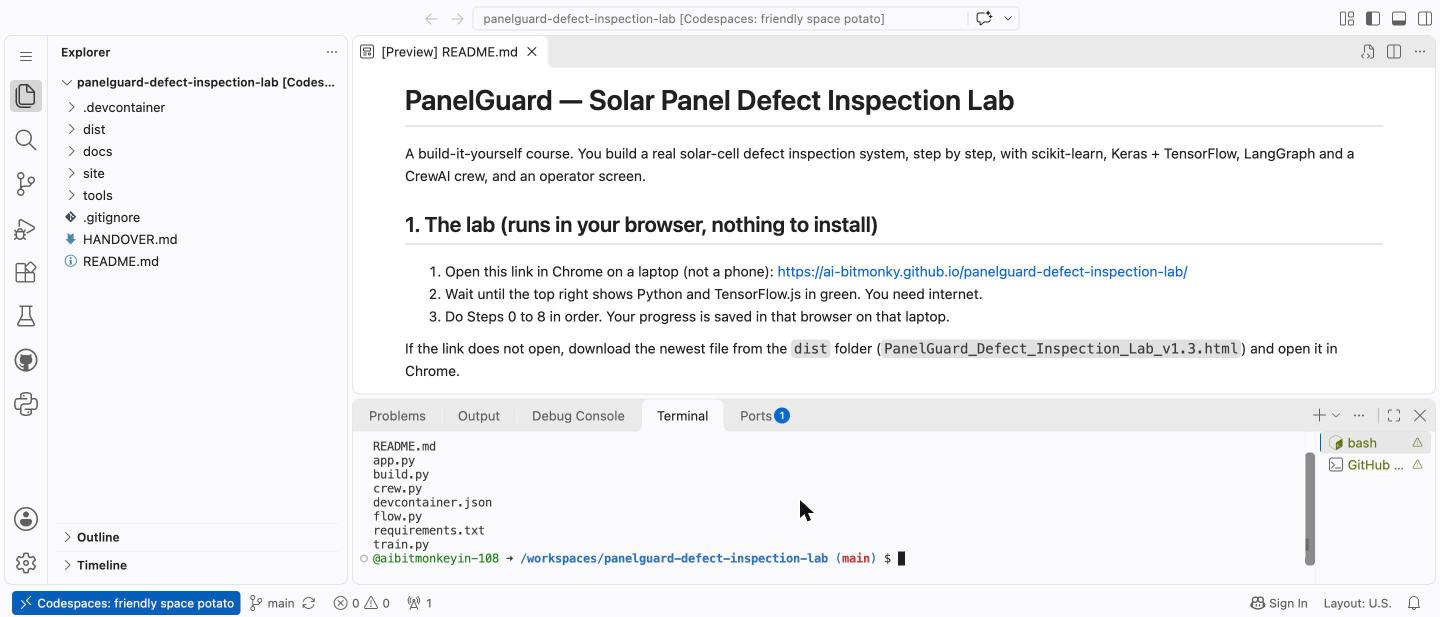 panelguard-defect-inspection-lab [Codespaces: friendly space potato]
Explorer
[Preview] README.md
panelguard-defect-inspection-lab [Codes...
.devcontainer
dist
docs
site
tools
.gitignore
HANDOVER.md
README.md
Outline
Timeline
PanelGuard — Solar Panel Defect Inspection Lab
A build-it-yourself course. You build a real solar-cell defect inspection system, step by step, with scikit-learn, Keras + TensorFlow, LangGraph and a
CrewAI crew, and an operator screen.
1. The lab (runs in your browser, nothing to install)
1. Open this link in Chrome on a laptop (not a phone): https://ai-bitmonky.github.io/panelguard-defect-inspection-lab/
2. Wait until the top right shows Python and TensorFlow.js in green. You need internet.
3. Do Steps 0 to 8 in order. Your progress is saved in that browser on that laptop.
If the link does not open, download the newest file from the dist folder (PanelGuard_Defect_Inspection_Lab_v1.3.html) and open it in
Chrome.
Problems Output Debug Console Terminal Ports 1
README.md
app.py
build.py
crew.py
devcontainer.json
flow.py
requirements.txt
train.py
@aibitmonkeyin-108 → /workspaces/panelguard-defect-inspection-lab (main) $
bash
GitHub ...
Codespaces: friendly space potato main 0 0 1 Sign In Layout: U.S.